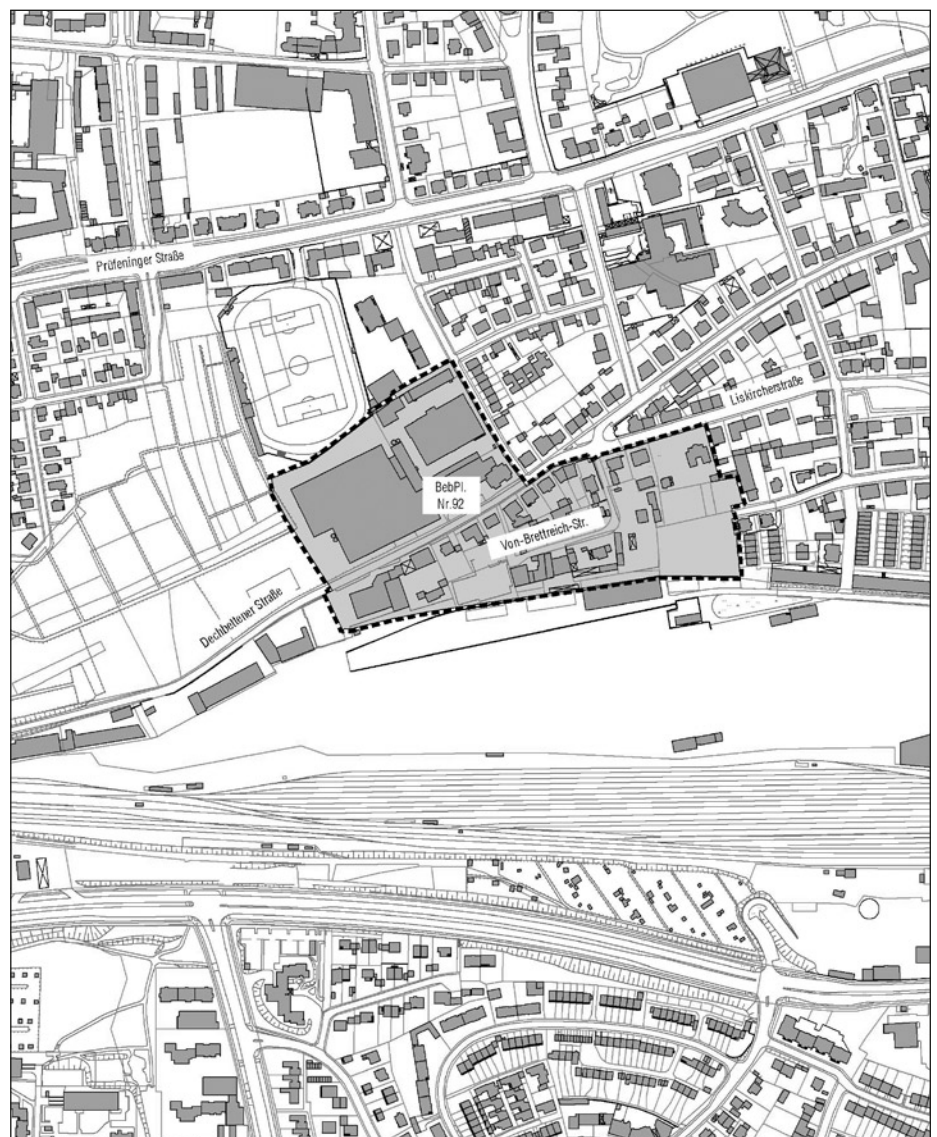 Prüfeninger Straße
Liskircherstraße
BebPl.
Nr.92
Von-Brettreich-Str.
Dechbettener Straße